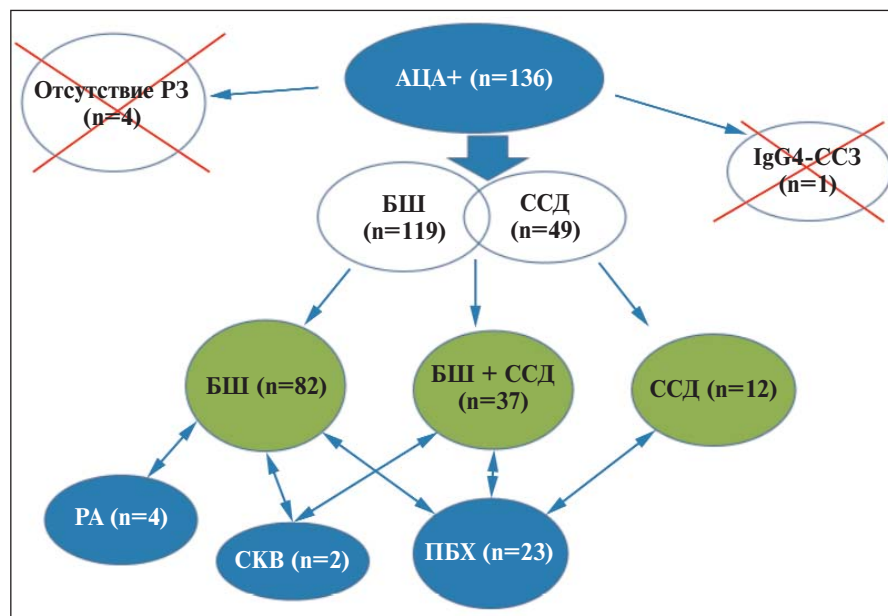 АЦА+ (n=136)
Отсутствие РЗ
(n=4)
IgG4-ССЗ
(n=1)
БШ
(n=119)
ССД
(n=49)
БШ (n=82)
БШ + ССД
(n=37)
ССД (n=12)
РА (n=4)
СКВ (n=2)
ПБХ (n=23)